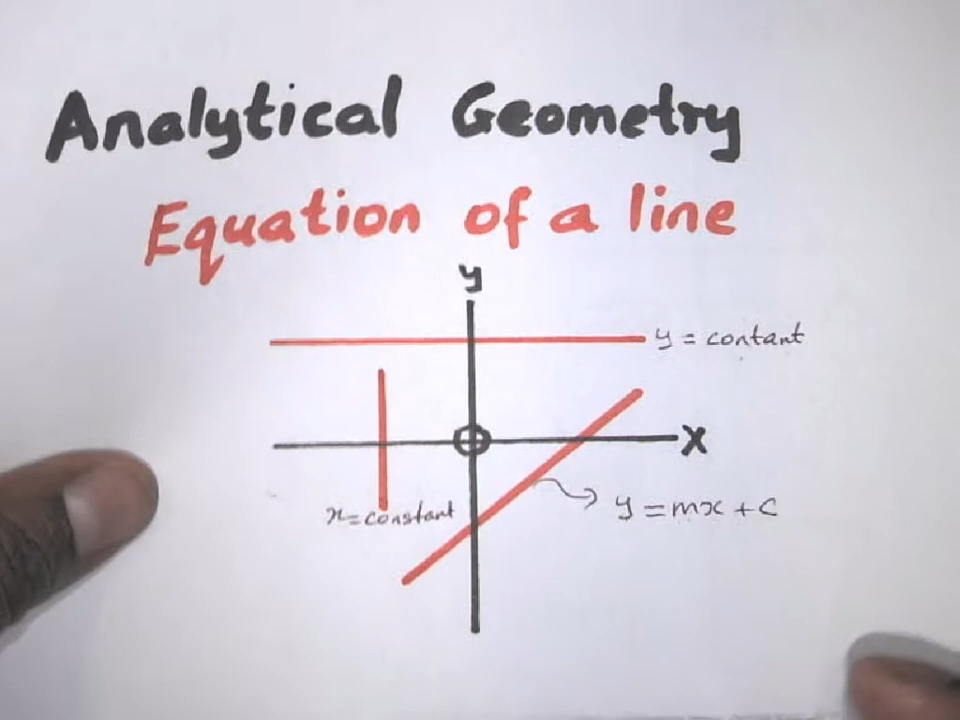 Analytical Geometry
Equation of a line
y
y = contant
x
x=constant
y =mx +c